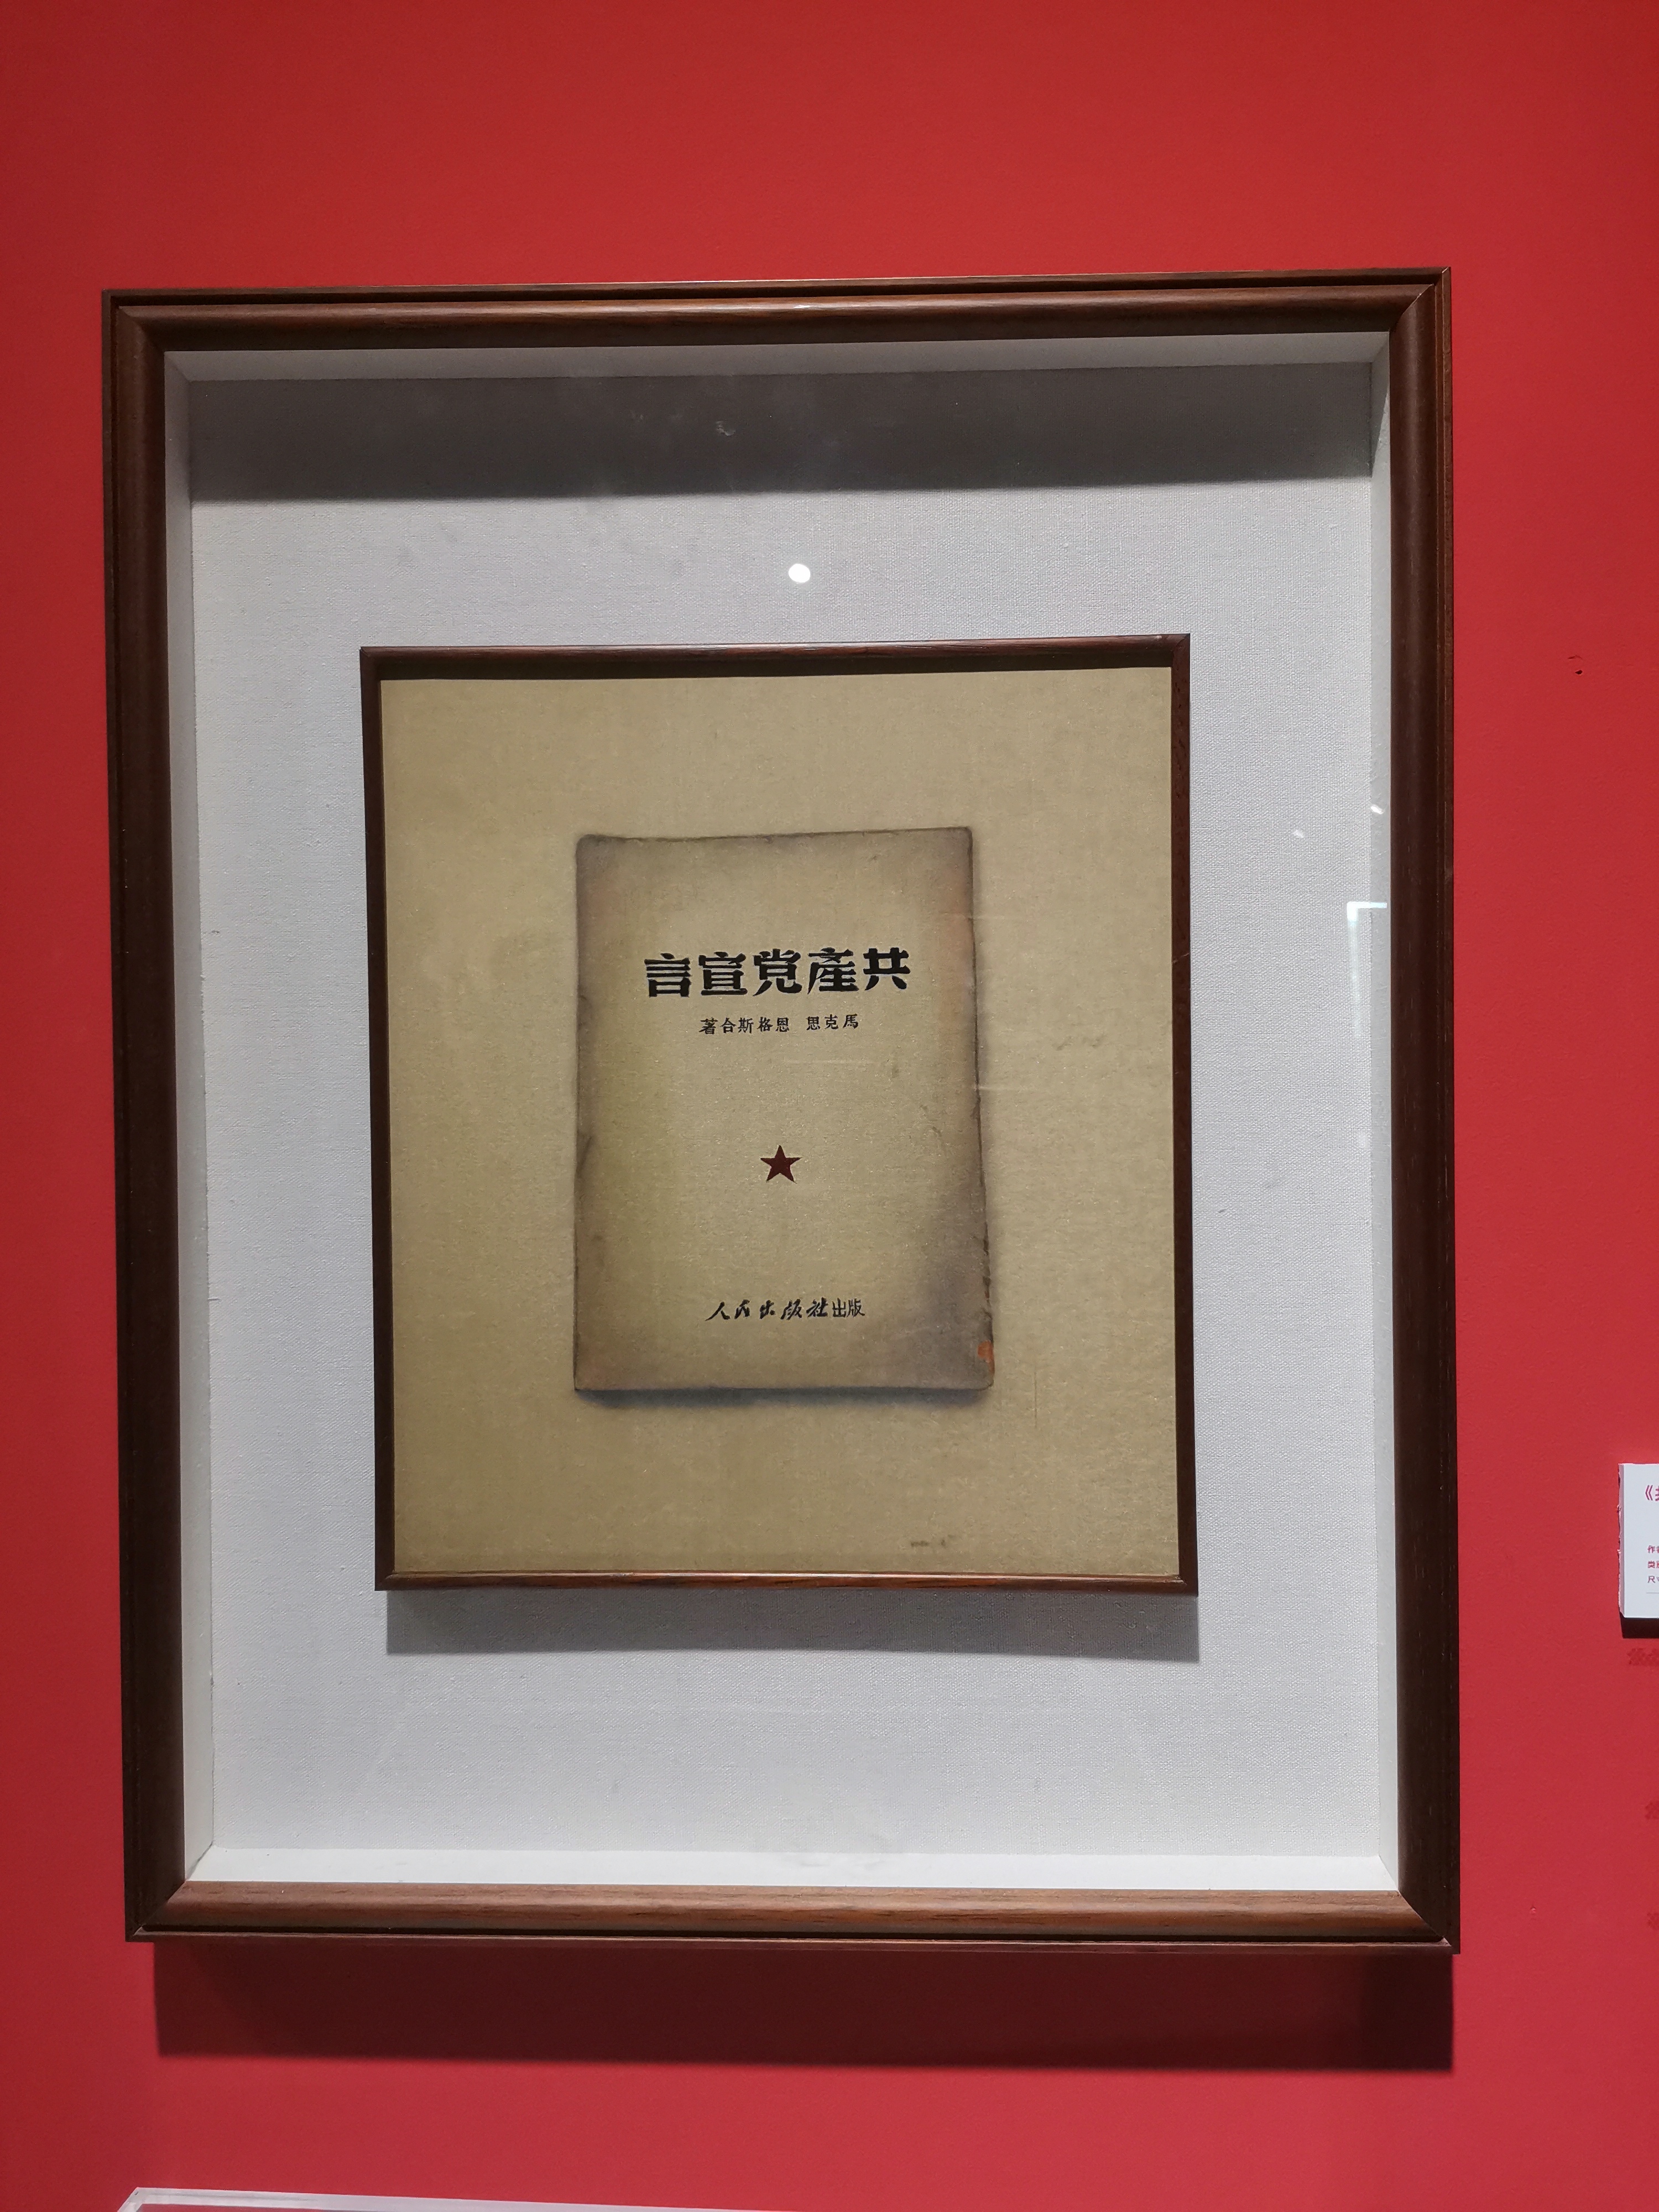 共產党宣言
馬克思 恩格斯合著
人民出版社出版